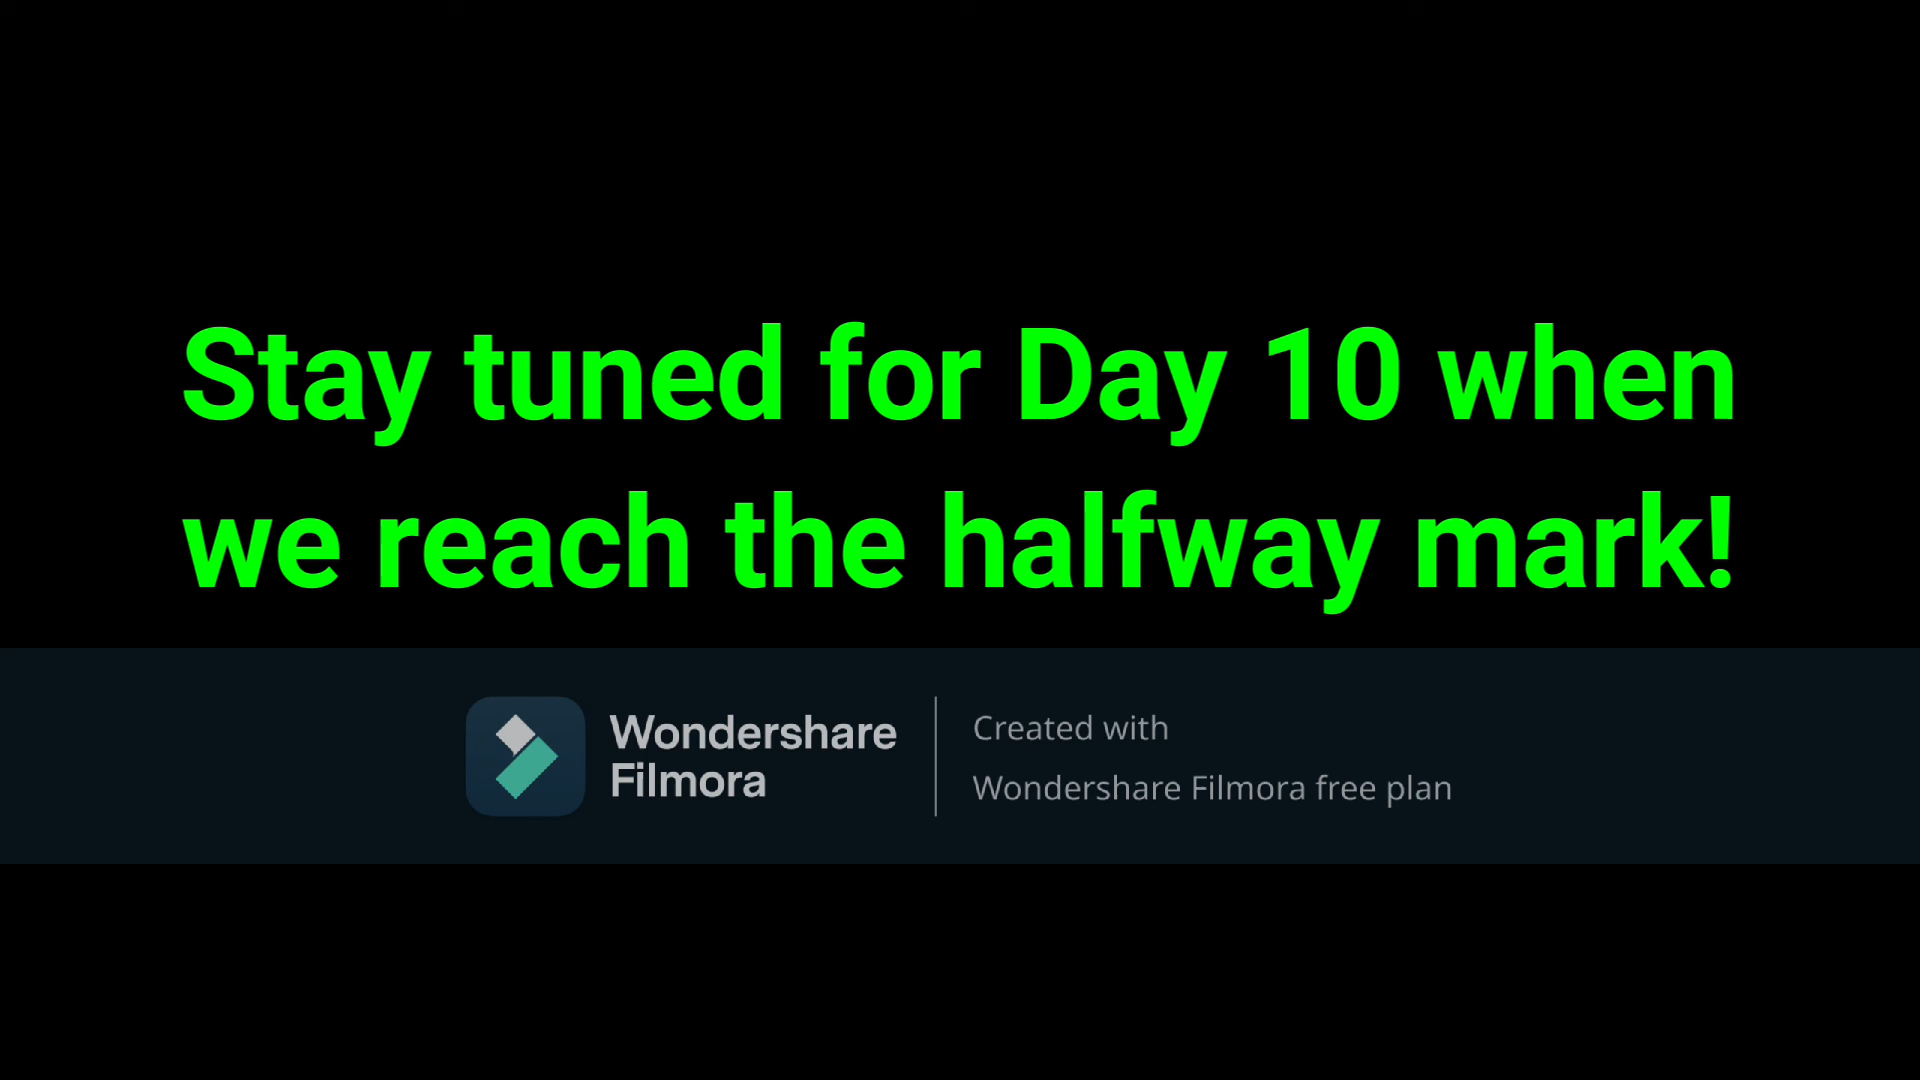 Stay tuned for Day 10 when
we reach the halfway mark!
Wondershare
Filmora
Created with
Wondershare Filmora free plan